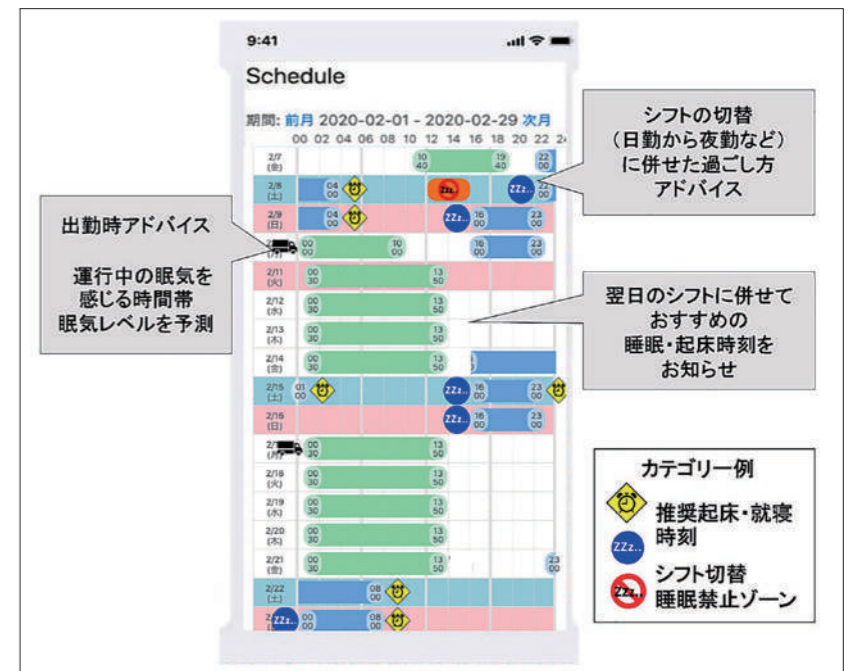 9:41
Schedule
期間: 前月 2020-02-01 - 2020-02-29 次月
00 02 04 06 08 10 12 14 16 18 20 22 24
2/7 (金) 10 40 19 40 22 00
2/8 (土) 04 00 ZZz.. ZZz.. 22 00
2/9 (日) 04 00 ZZz.. 16 00 23 00
00 00 10 00 16 00 23 00
2/11 (火) 00 30 13 50
2/12 (水) 00 30 13 50
2/13 (木) 00 30 13 50
2/14 (金) 00 30 13 50
2/15 (土) 01 00 ZZz.. 16 00 23 00
2/16 (日) ZZz.. 16 00 23 00
(月) 00 30 13 50
2/18 (火) 00 30 13 50
2/19 (水) 00 30 13 50
2/20 (木) 00 30 13 50
2/21 (金) 00 30 13 50 23 00
2/22 (土) 08 00
ZZz.. 00 00 08 00
出勤時アドバイス
運行中の眠気を
感じる時間帯
眠気レベルを予測
シフトの切替
(日勤から夜勤など)
に併せた過ごし方
アドバイス
翌日のシフトに併せて
おすすめの
睡眠・起床時刻を
お知らせ
カテゴリー例
推奨起床・就寝
時刻
ZZz..
シフト切替
睡眠禁止ゾーン
ZZz..